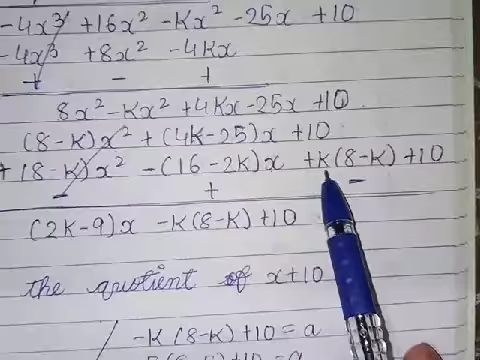 -4x³ +16x² -Kx² -25x +10
-4x³ +8x² -4Kx
+ - +
8x² -Kx² +4Kx -25x +10
(8-K)x² + (4K-25)x +10
+ (8-K)x² -(16-2K)x +K(8-K) +10
- + -
(2K-9)x -K(8-K) +10
the quotient of x+10
-K(8-K)+10=a